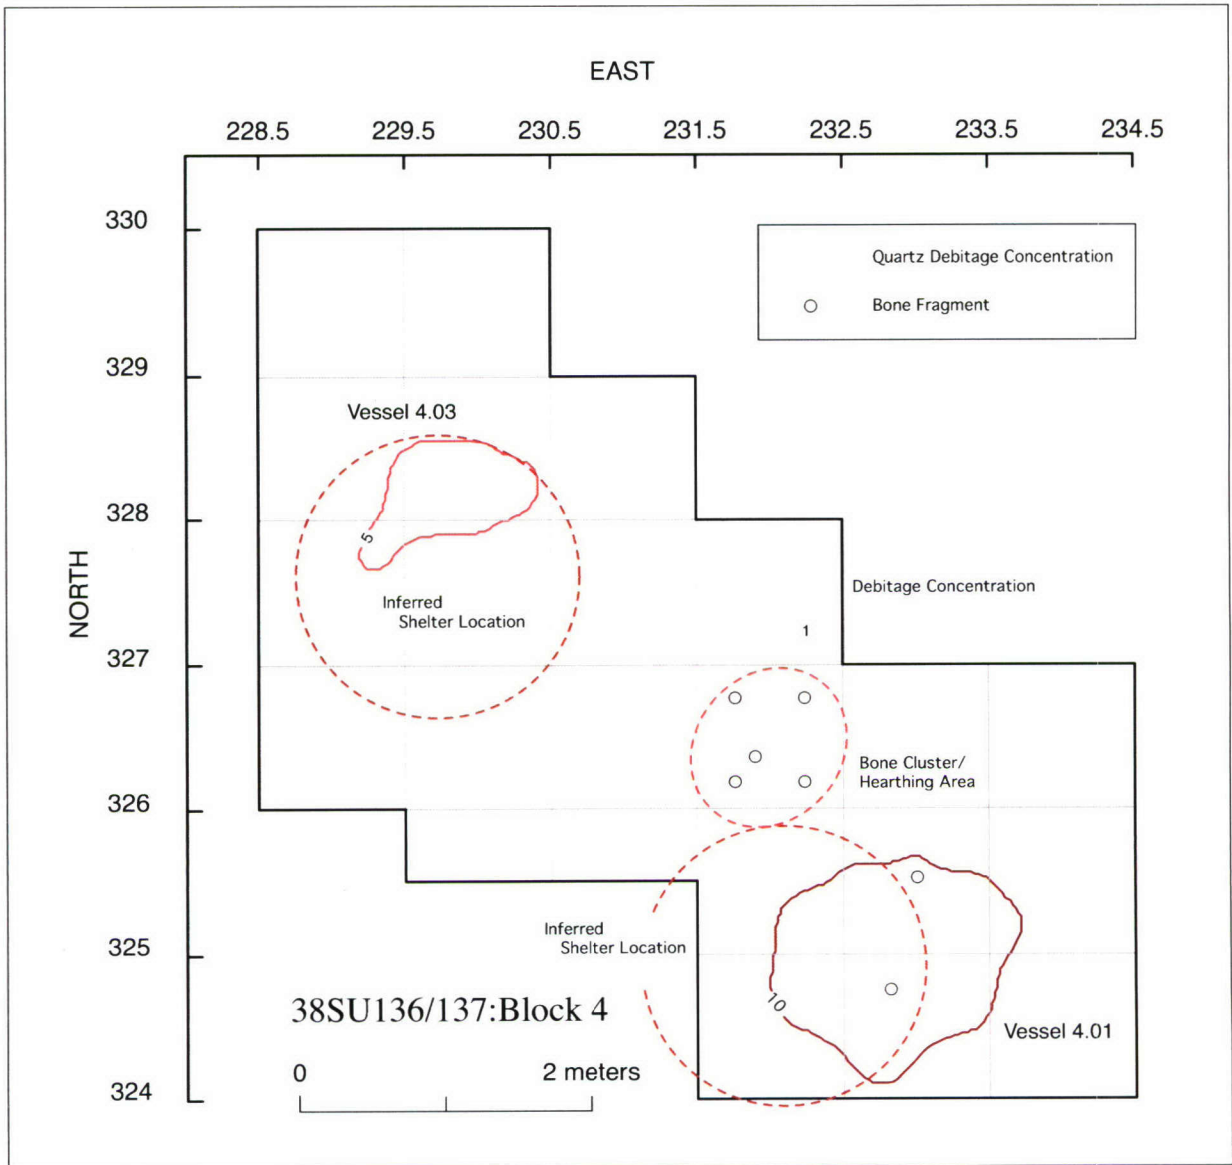 EAST
228.5 229.5 230.5 231.5 232.5 233.5 234.5
330
Quartz Debitage Concentration
Bone Fragment
329
Vessel 4.03
328
5
NORTH
Debitage Concentration
Inferred
Shelter Location
1
327
Bone Cluster/
Hearthing Area
326
Inferred
Shelter Location
325
10
38SU136/137:Block 4
Vessel 4.01
0 2 meters
324